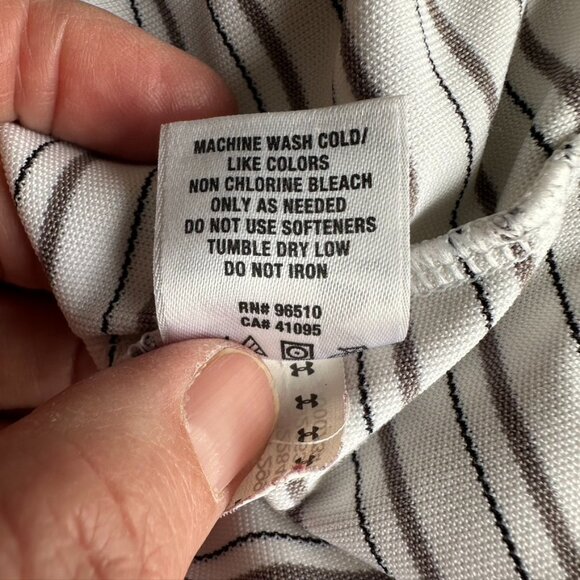 MACHINE WASH COLD/
LIKE COLORS
NON CHLORINE BLEACH
ONLY AS NEEDED
DO NOT USE SOFTENERS
TUMBLE DRY LOW
DO NOT IRON
RN# 96510
CA# 41095